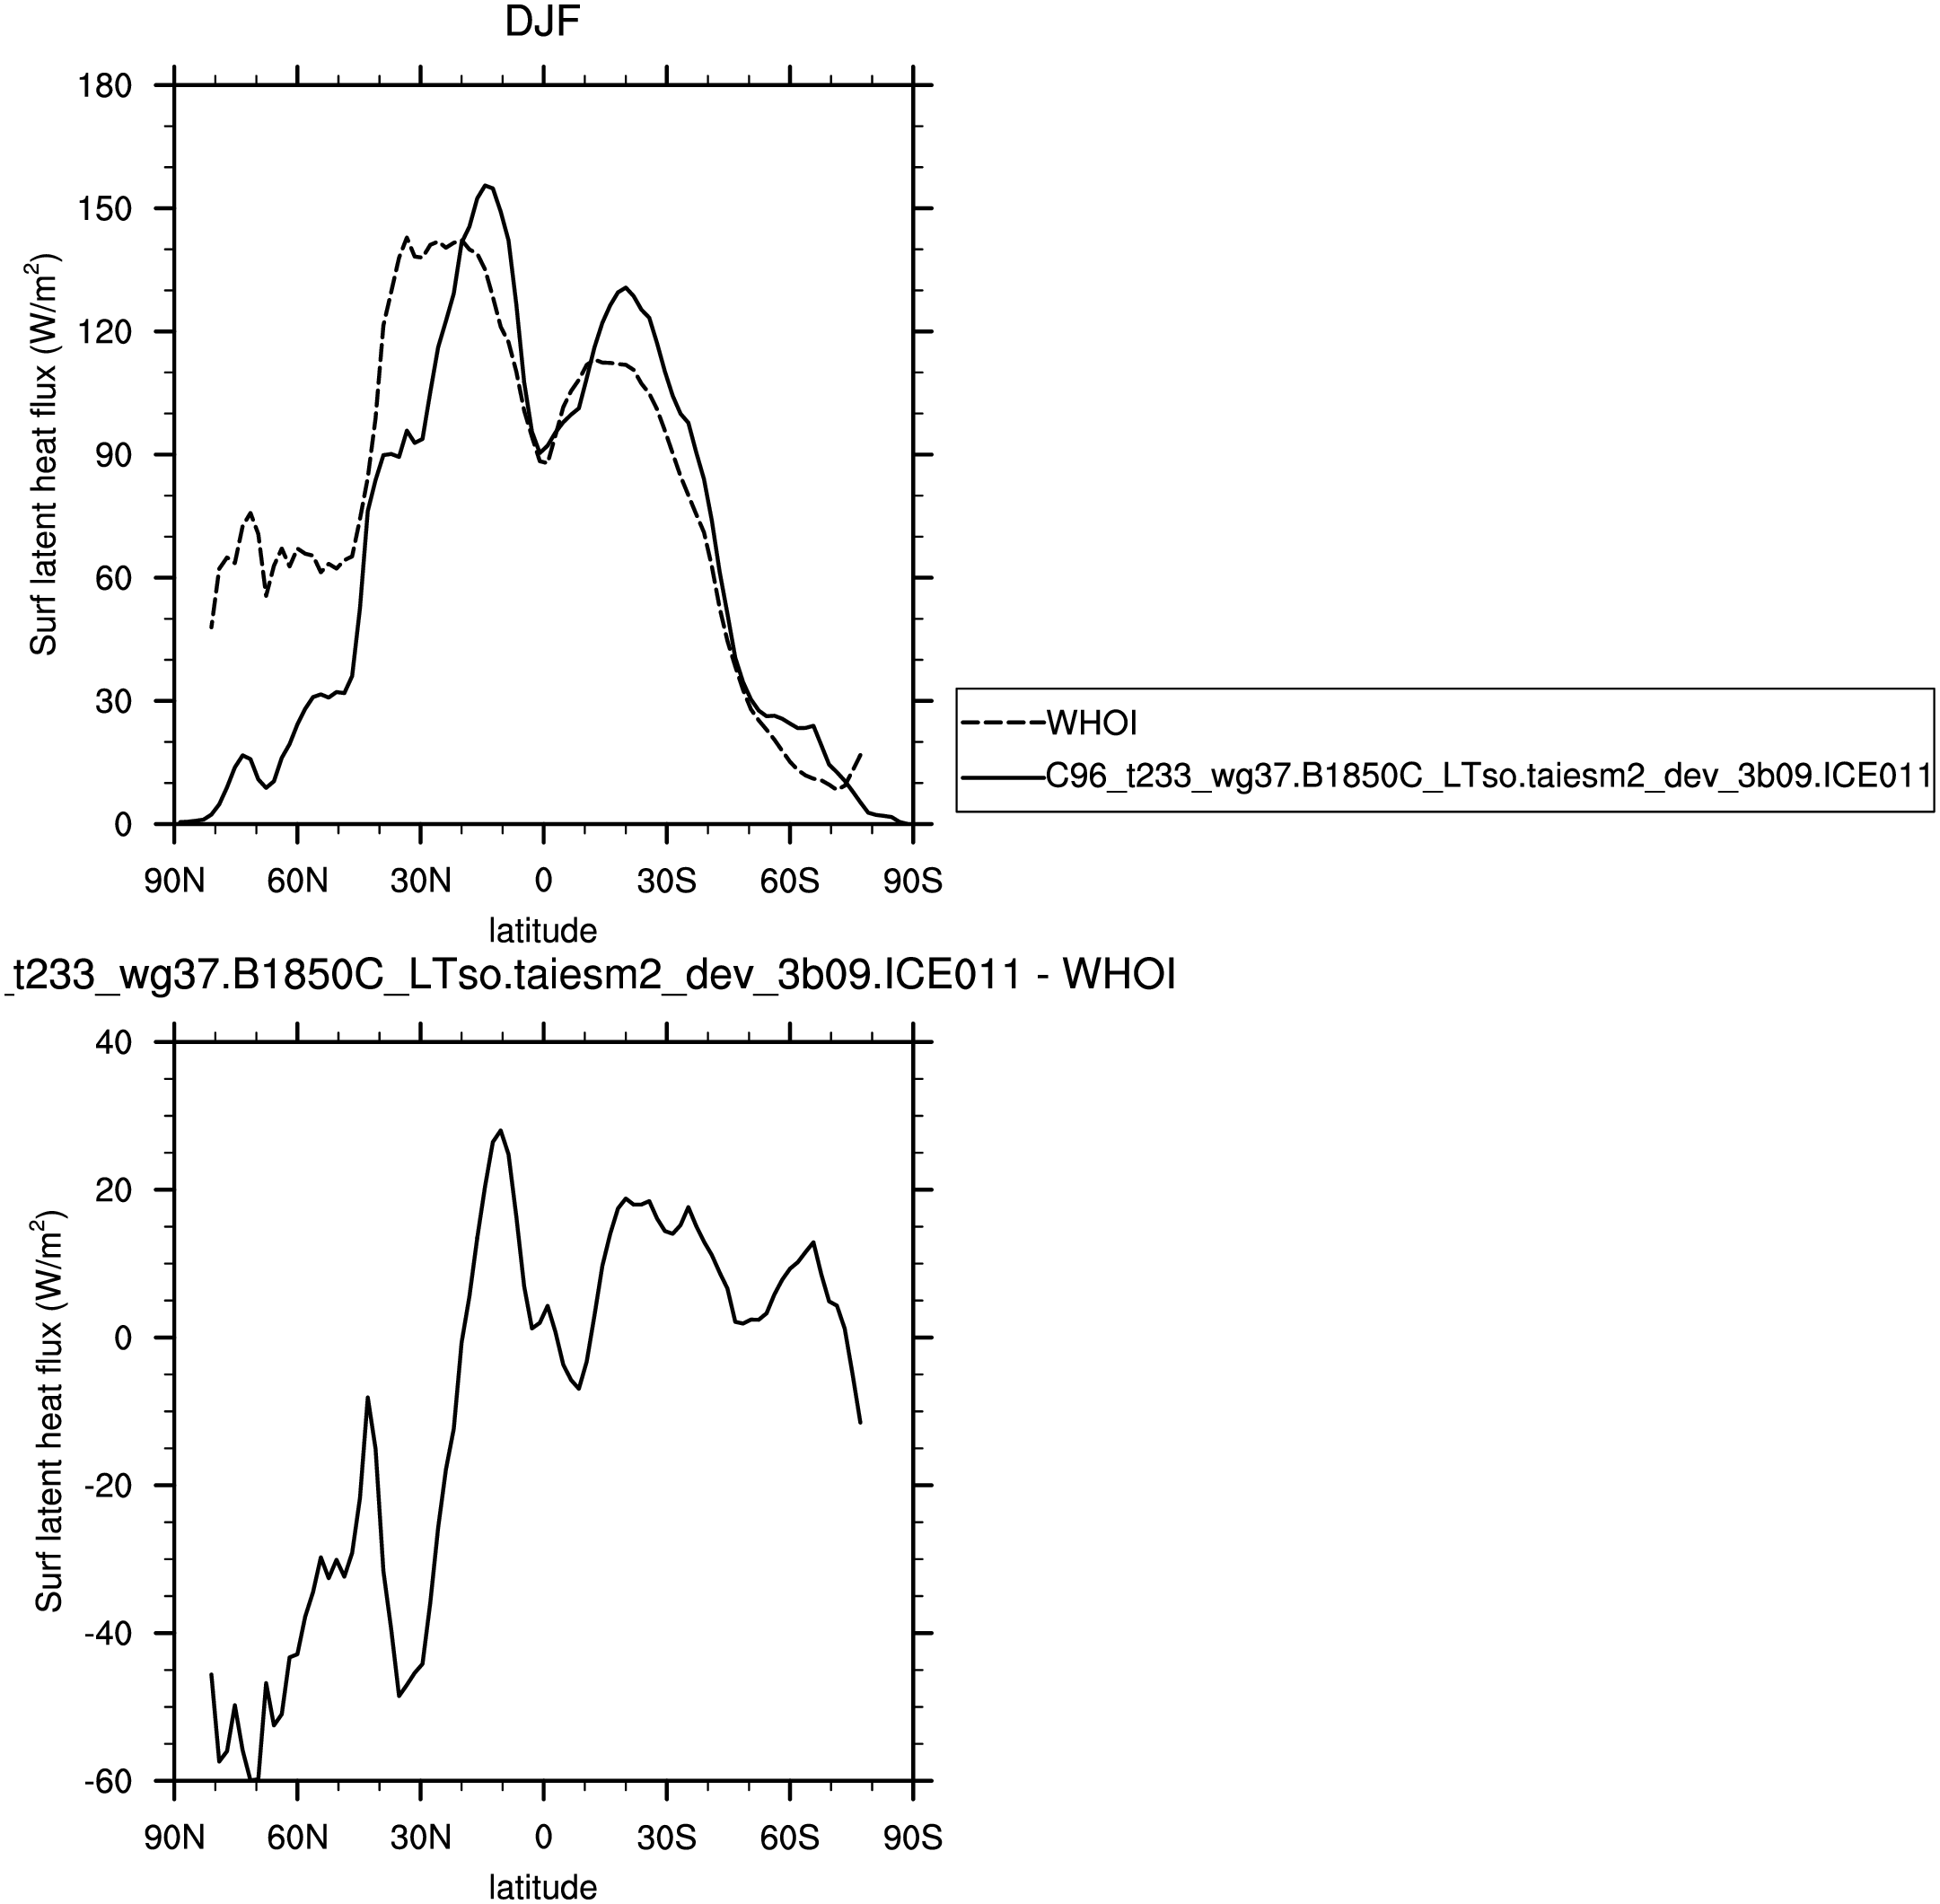 DJF
180
150
120
90
60
30
0
Surf latent heat flux (W/m²)
90N 60N 30N 0 30S 60S 90S
latitude
WHOI
C96_t233_wg37.B1850C_LTso.taiesm2_dev_3b09.ICE011
_t233_wg37.B1850C_LTso.taiesm2_dev_3b09.ICE011 - WHOI
40
20
0
-20
-40
-60
Surf latent heat flux (W/m²)
90N 60N 30N 0 30S 60S 90S
latitude